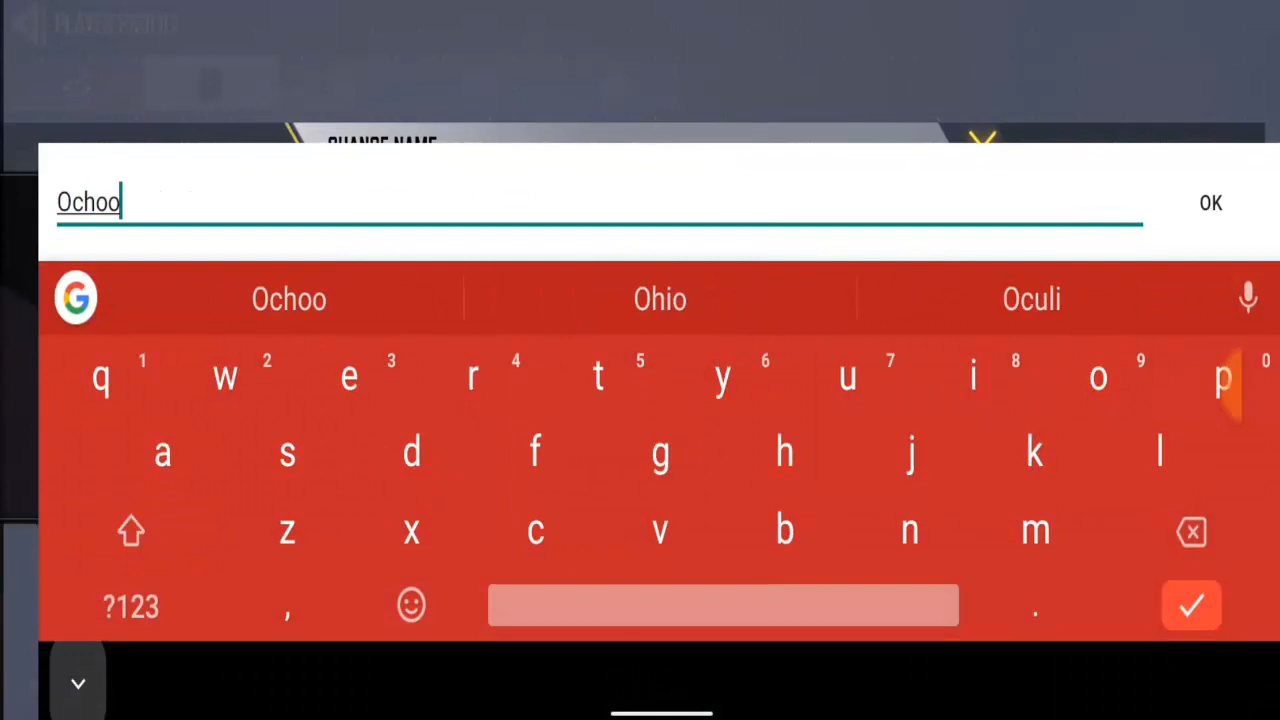 CHANGE NAME
Ochoo
OK
Ochoo Ohio Oculi
q 1 w 2 e 3 r 4 t 5 y 6 u 7 i 8 o 9 p 0
a s d f g h j k l
z x c v b n m
?123 , .